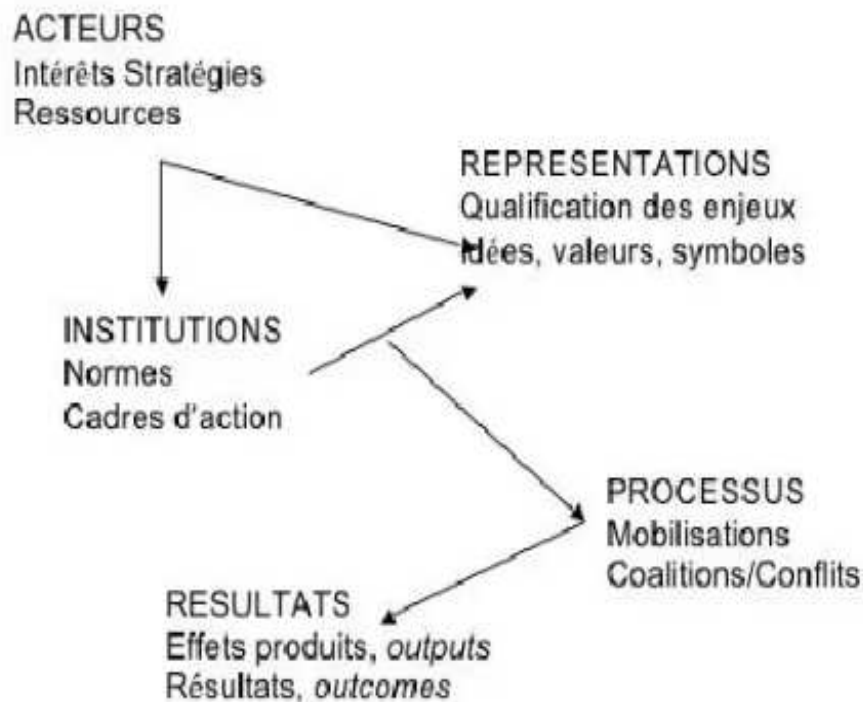 ACTEURS
Intérêts Stratégies
Ressources
REPRESENTATIONS
Qualification des enjeux
Idées, valeurs, symboles
INSTITUTIONS
Normes
Cadres d'action
PROCESSUS
Mobilisations
Coalitions/Conflits
RESULTATS
Effets produits, outputs
Résultats, outcomes